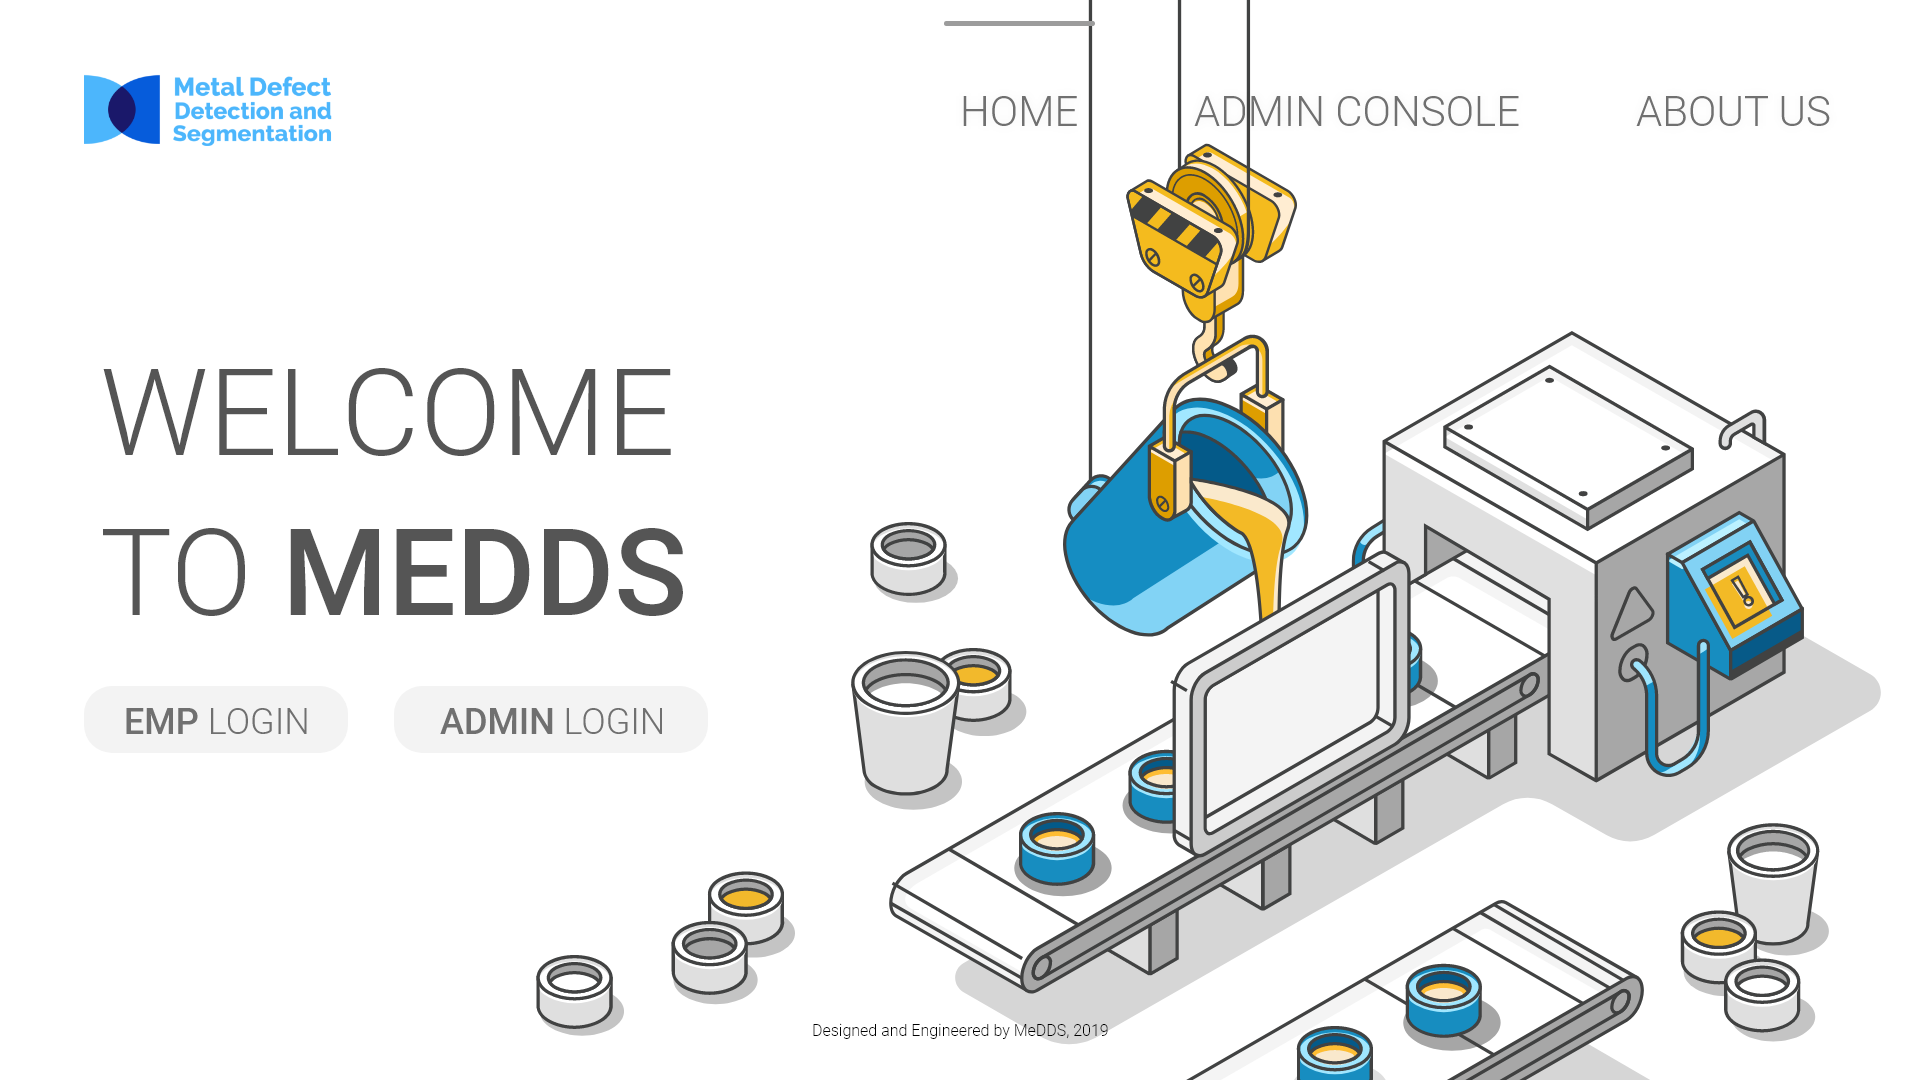 Metal Defect
Detection and
Segmentation
HOME
ADMIN CONSOLE
ABOUT US
WELCOME
TO MEDDS
EMP LOGIN
ADMIN LOGIN
!
Designed and Engineered by MeDDS, 2019